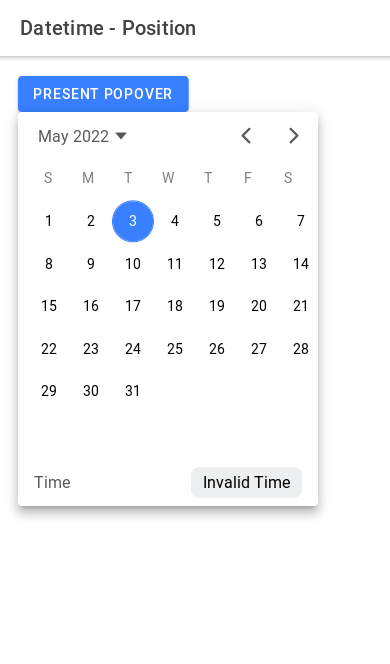 Datetime - Position
PRESENT POPOVER
May 2022
S M T W T F S
1 2 3 4 5 6 7
8 9 10 11 12 13 14
15 16 17 18 19 20 21
22 23 24 25 26 27 28
29 30 31
Time Invalid Time